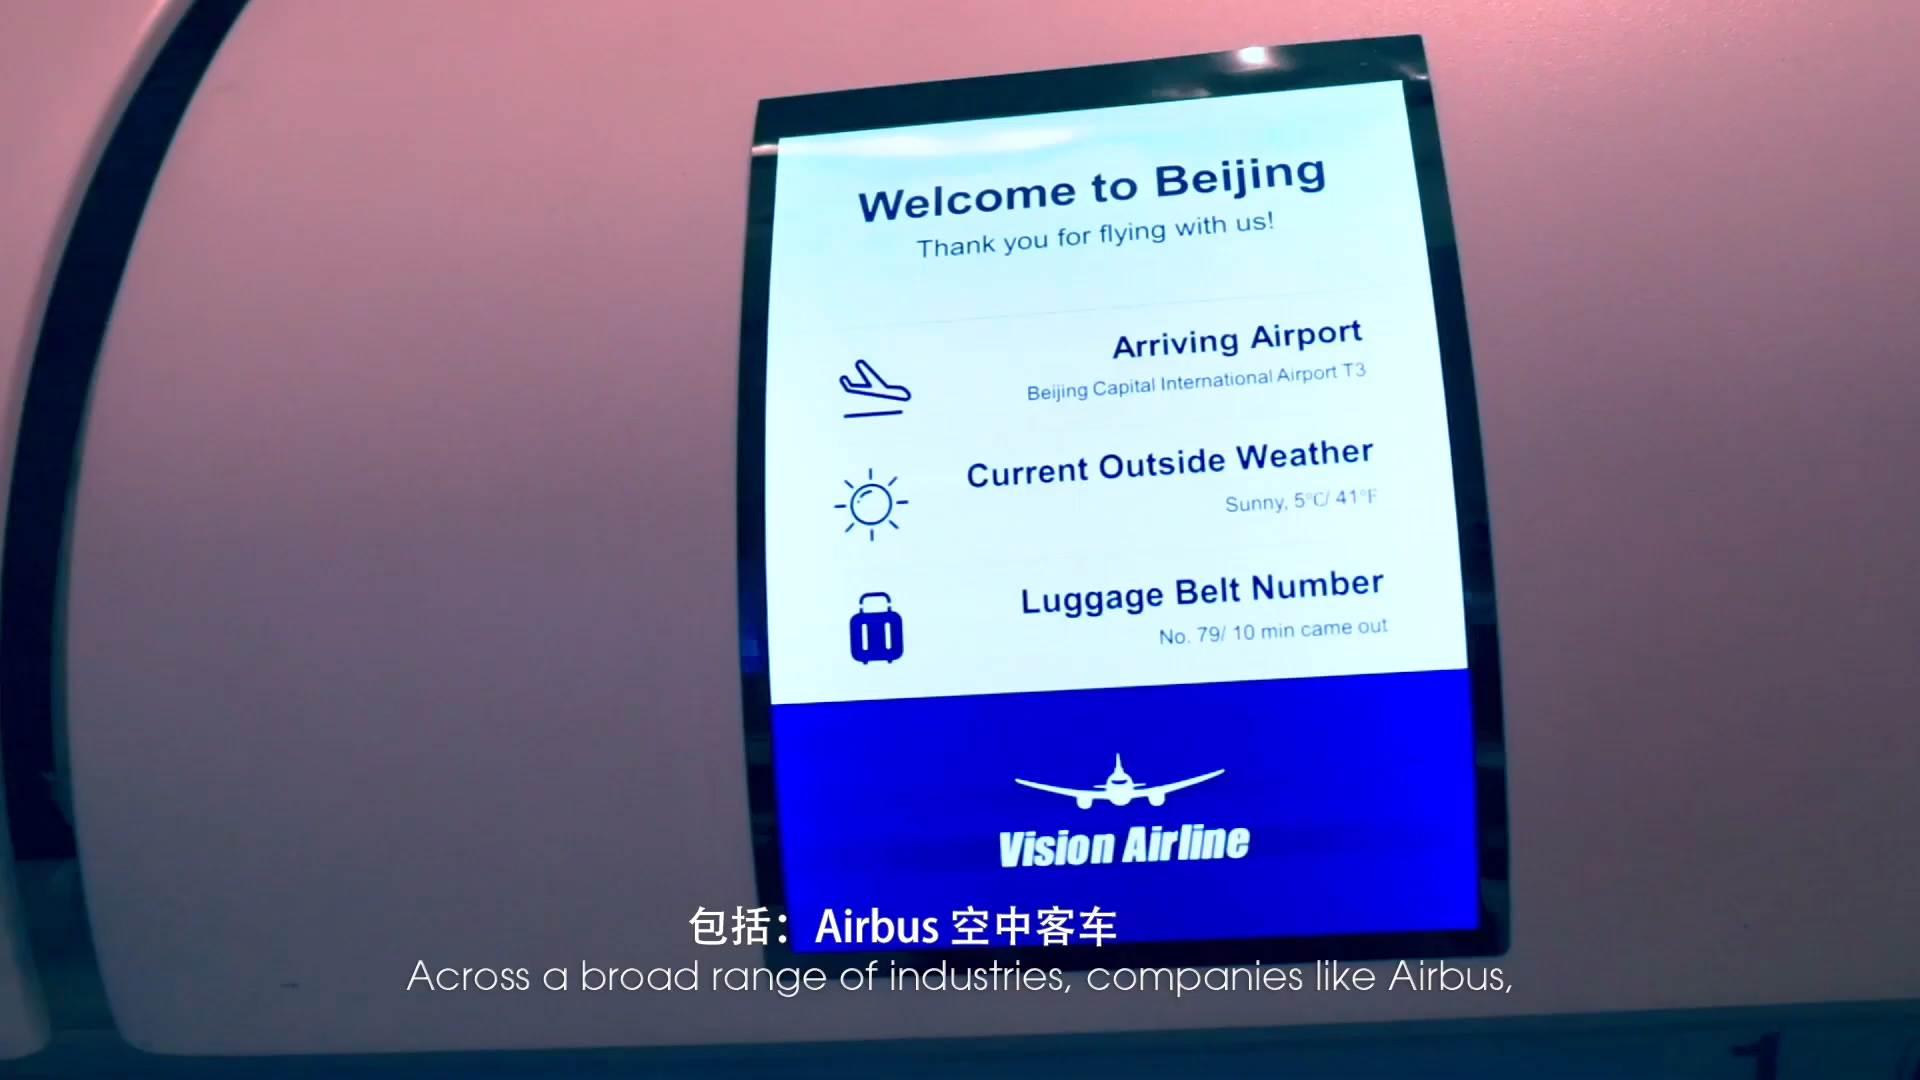 Welcome to Beijing
Thank you for flying with us!
Arriving Airport
Beijing Capital International Airport T3
Current Outside Weather
Sunny, 5°C/ 41°F
Luggage Belt Number
No. 79/ 10 min came out
Vision Airline
包括：Airbus 空中客车
Across a broad range of industries, companies like Airbus,
1